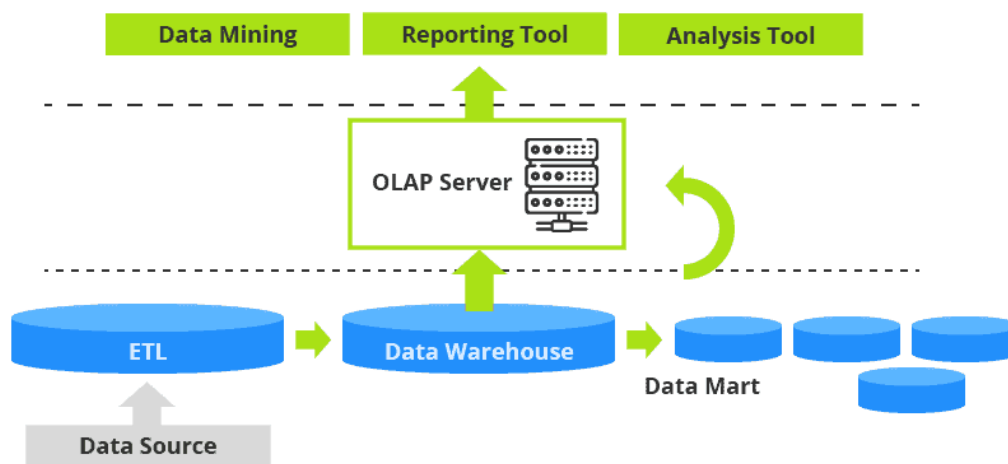 Data Mining
Reporting Tool
Analysis Tool
OLAP Server
ETL
Data Warehouse
Data Mart
Data Source